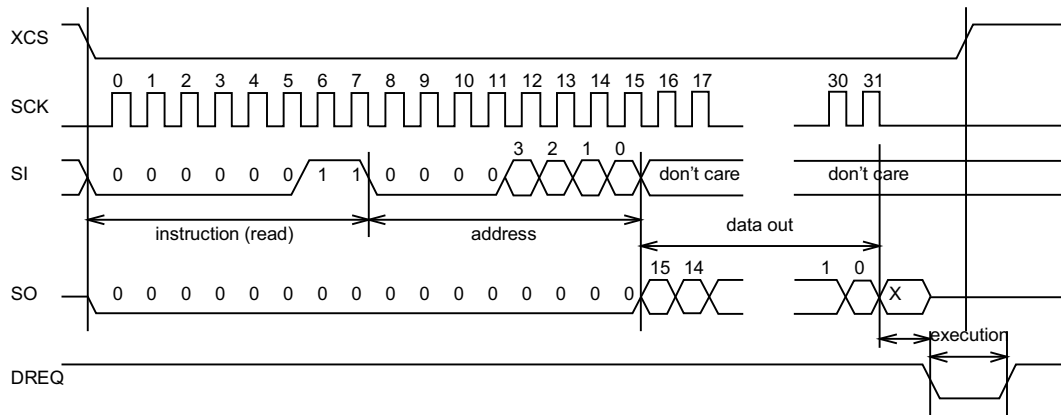 XCS
0 1 2 3 4 5 6 7 8 9 10 11 12 13 14 15 16 17 30 31
SCK
3 2 1 0
SI 0 0 0 0 0 0 1 1 0 0 0 0 don't care don't care
instruction (read) address data out
15 14 1 0
SO 0 0 0 0 0 0 0 0 0 0 0 0 0 0 0 0 X
execution
DREQ